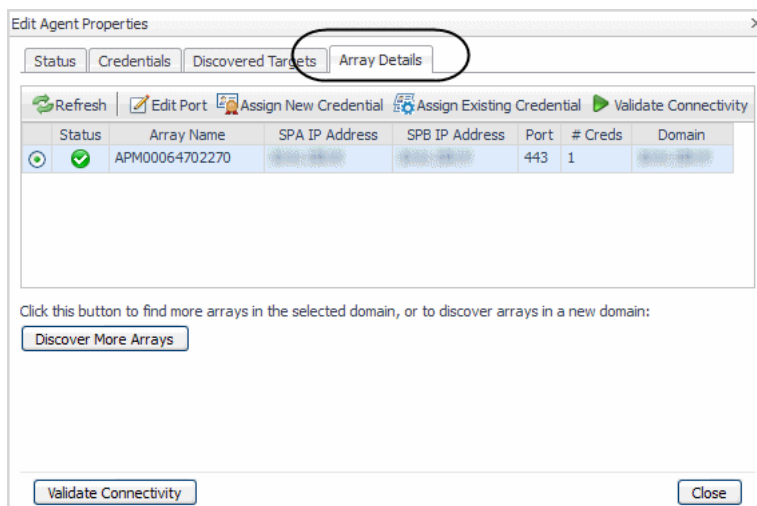 Edit Agent Properties
Status Credentials Discovered Targets Array Details
Refresh Edit Port Assign New Credential Assign Existing Credential Validate Connectivity
Status Array Name SPA IP Address SPB IP Address Port # Creds Domain
APM00064702270 443 1
Click this button to find more arrays in the selected domain, or to discover arrays in a new domain:
Discover More Arrays
Validate Connectivity Close